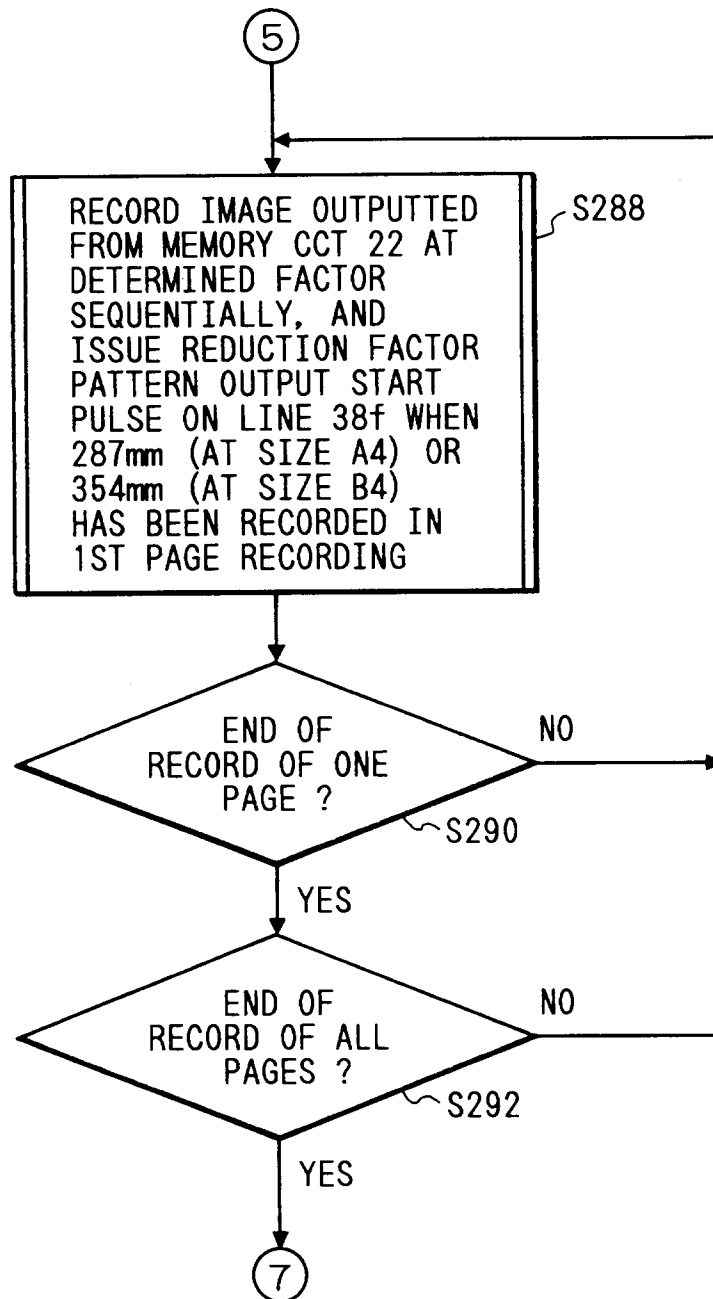 5
RECORD IMAGE OUTPUTTED
FROM MEMORY CCT 22 AT
DETERMINED FACTOR
SEQUENTIALLY, AND
ISSUE REDUCTION FACTOR
PATTERN OUTPUT START
PULSE ON LINE 38f WHEN
287mm (AT SIZE A4) OR
354mm (AT SIZE B4)
HAS BEEN RECORDED IN
1ST PAGE RECORDING
S288
END OF
RECORD OF ONE
PAGE ?
NO
S290
YES
END OF
RECORD OF ALL
PAGES ?
NO
S292
YES
7